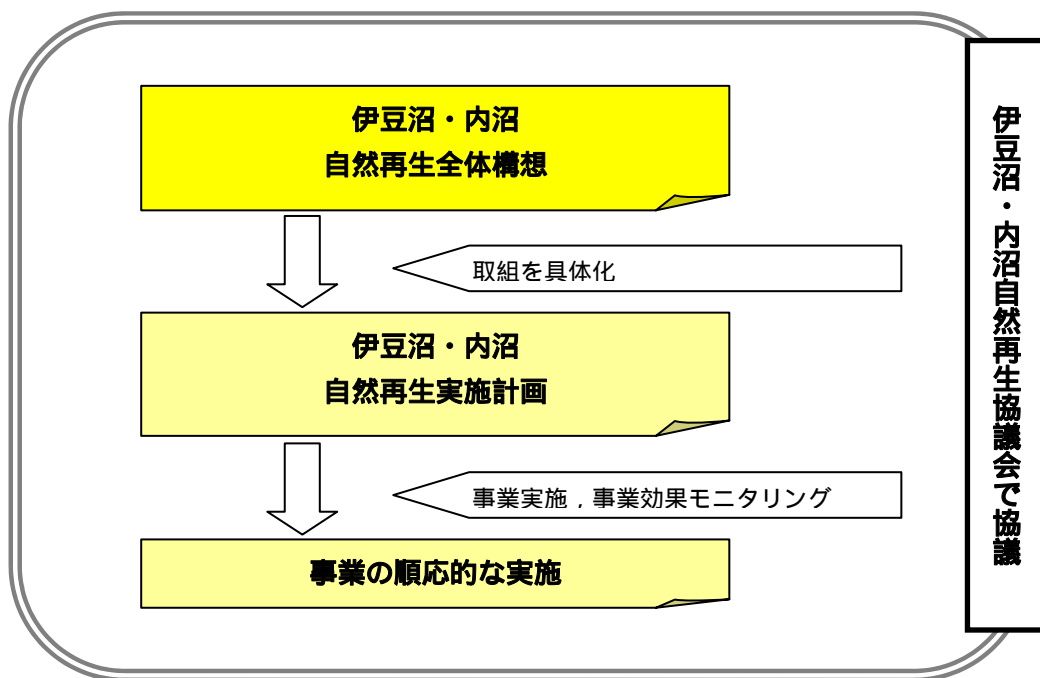 伊豆沼・内沼
自然再生全体構想
取組を具体化
伊豆沼・内沼
自然再生実施計画
事業実施，事業効果モニタリング
事業の順応的な実施
伊豆沼・内沼自然再生協議会で協議